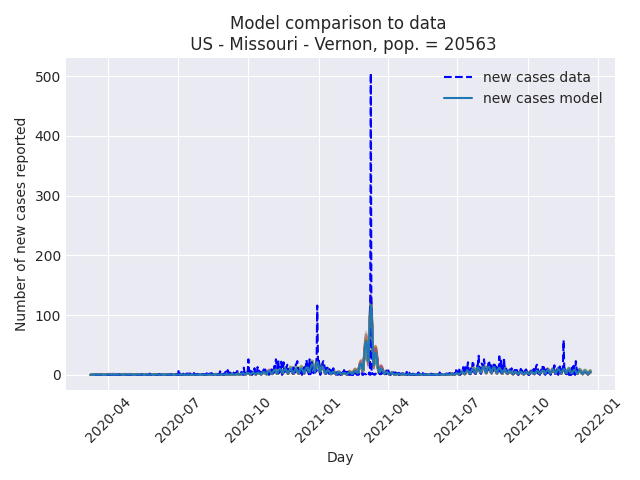 Model comparison to data
US - Missouri - Vernon, pop. = 20563
new cases data
new cases model
Number of new cases reported
500
400
300
200
100
0
2020-04
2020-07
2020-10
2021-01
2021-04
2021-07
2021-10
2022-01
Day